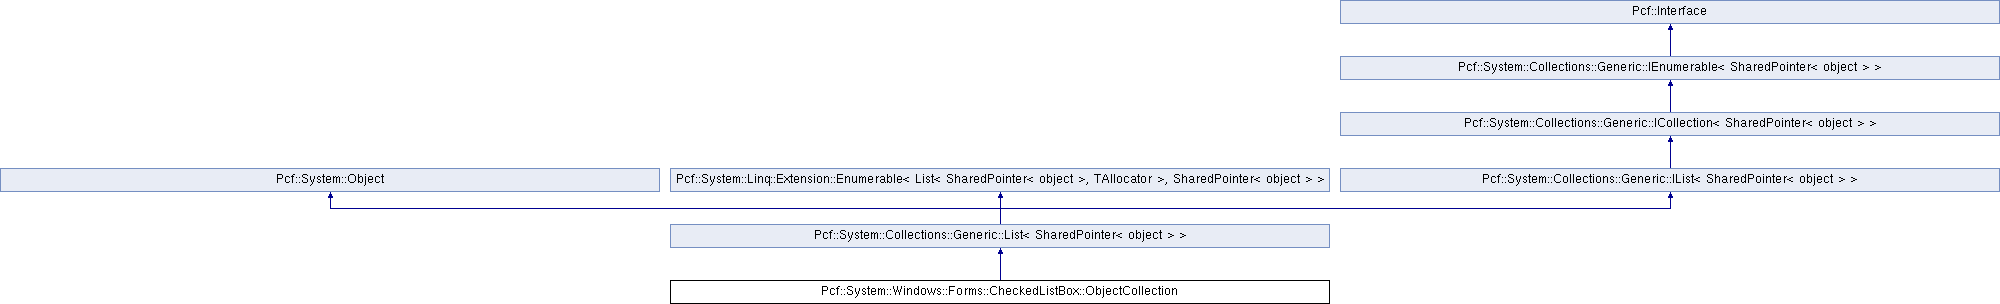 Pcf::Interface
Pcf::System::Collections::Generic::IEnumerable< SharedPointer< object > >
Pcf::System::Collections::Generic::ICollection< SharedPointer< object > >
Pcf::System::Object
Pcf::System::Linq::Extension::Enumerable< List< SharedPointer< object >, TAllocator >, SharedPointer< object > >
Pcf::System::Collections::Generic::IList< SharedPointer< object > >
Pcf::System::Collections::Generic::List< SharedPointer< object > >
Pcf::System::Windows::Forms::CheckedListBox::ObjectCollection